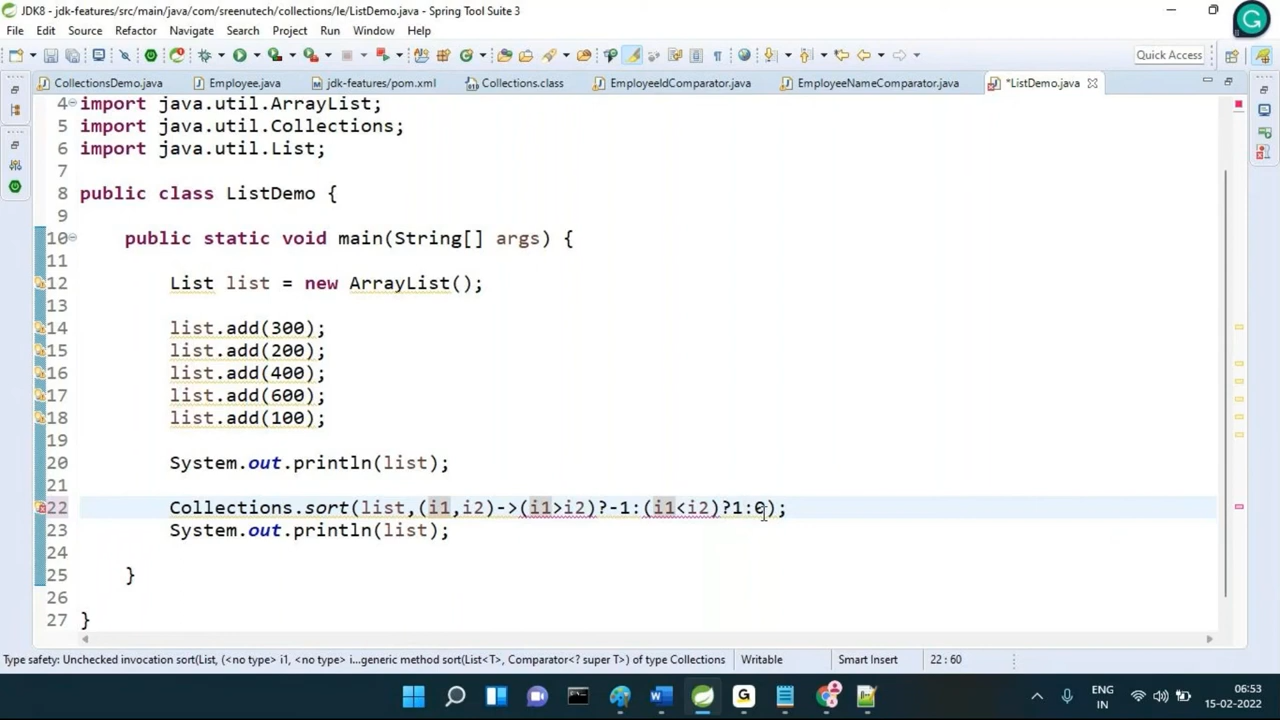 JDK8 - jdk-features/src/main/java/com/sreenutech/collections/le/ListDemo.java - Spring Tool Suite 3
File Edit Source Refactor Navigate Search Project Run Window Help
Quick Access
CollectionsDemo.java Employee.java jdk-features/pom.xml Collections.class EmployeeIdComparator.java EmployeeNameComparator.java *ListDemo.java
4 import java.util.ArrayList;
5 import java.util.Collections;
6 import java.util.List;
7
8 public class ListDemo {
9
10 public static void main(String[] args) {
11
12 List list = new ArrayList();
13
14 list.add(300);
15 list.add(200);
16 list.add(400);
17 list.add(600);
18 list.add(100);
19
20 System.out.println(list);
21
22 Collections.sort(list,(i1,i2)->(i1>i2)?-1:(i1<i2)?1:0);
23 System.out.println(list);
24
25 }
26
27 }
Type safety: Unchecked invocation sort(List, (<no type> i1, <no type> i...generic method sort(List<T>, Comparator<? super T>) of type Collections Writable Smart Insert 22 : 60
ENG
IN
06:53
15-02-2022